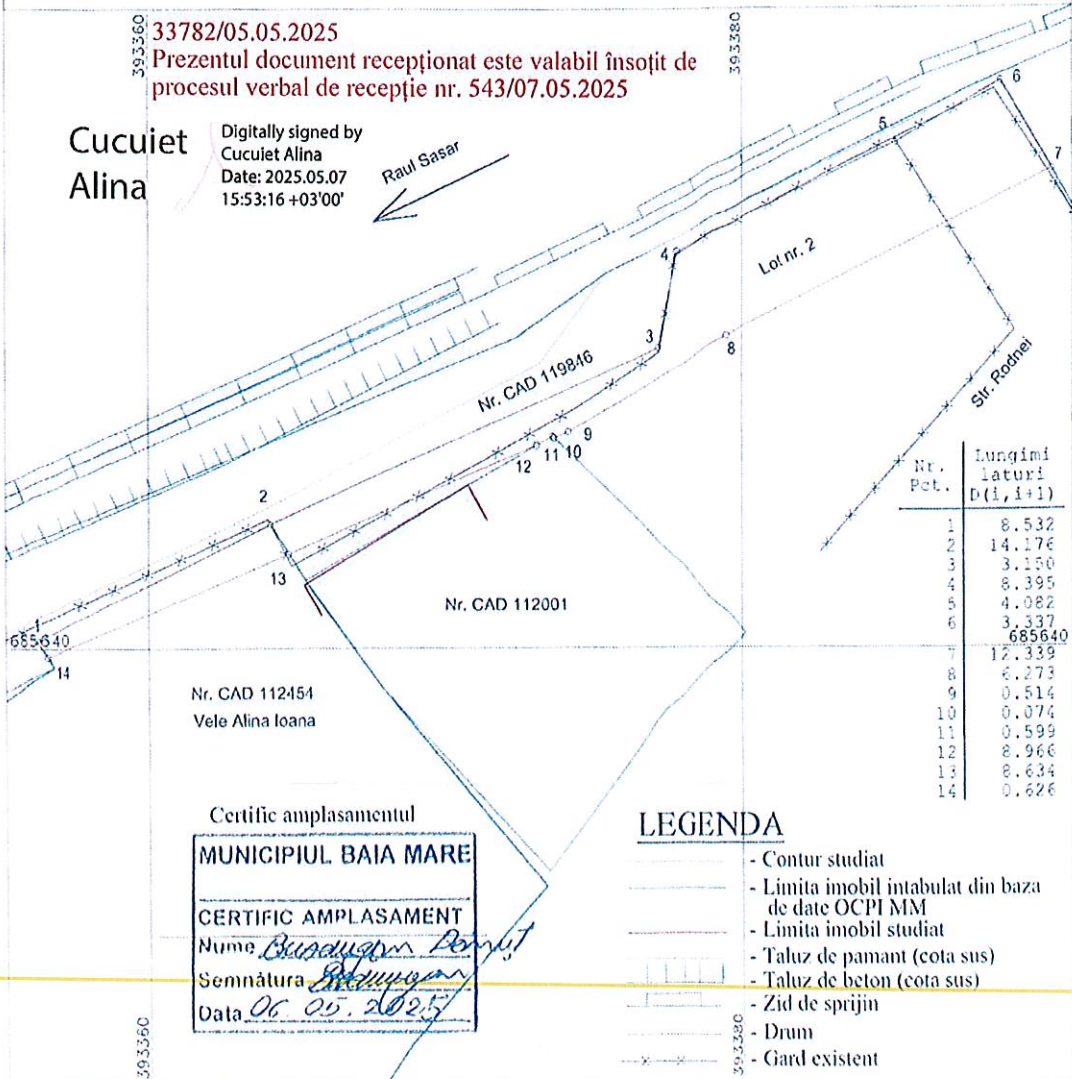 393360
393380
33782/05.05.2025
Prezentul document recepționat este valabil însoțit de
procesul verbal de recepție nr. 543/07.05.2025
Cucuiet
Alina
Digitally signed by
Cucuiet Alina
Date: 2025.05.07
15:53:16 +03'00'
Raul Sasar
6
5
7
4
Lot nr. 2
3
8
Nr. CAD 119846
Str. Rodnei
9
10
11
12
2
13
Nr. CAD 112001
1
685640
14
Nr. CAD 112454
Vele Alina Ioana
Nr. Pct. Lungimi laturi D(i,i+1)
1 8.532
2 14.176
3 3.150
4 8.395
5 4.082
6 3.337
685640
7 12.339
8 6.273
9 0.514
10 0.074
11 0.599
12 8.966
13 8.634
14 0.626
Certific amplasamentul
MUNICIPIUL BAIA MARE
CERTIFIC AMPLASAMENT
Nume
Semnătura
Data 06.05.2025
LEGENDA
- Contur studiat
- Limita imobil intabulat din baza
de date OCPI MM
- Limita imobil studiat
- Taluz de pamant (cota sus)
- Taluz de beton (cota sus)
- Zid de sprijin
- Drum
- Gard existent
393360
393380